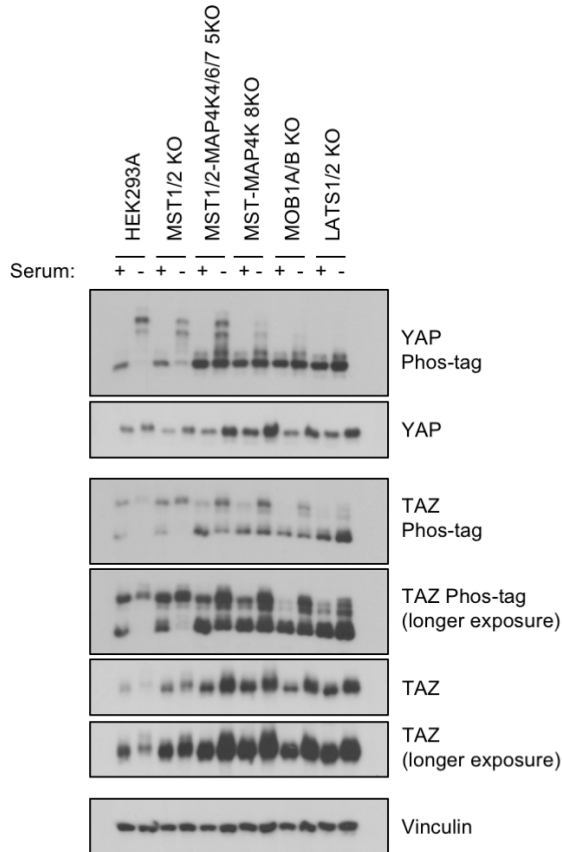 HEK293A
MST1/2 KO
MST1/2-MAP4K4/6/7 5KO
MST-MAP4K 8KO
MOB1A/B KO
LATS1/2 KO
Serum: + - + - + - + - + - + -
YAP
Phos-tag
YAP
TAZ
Phos-tag
TAZ Phos-tag
(longer exposure)
TAZ
TAZ
(longer exposure)
Vinculin